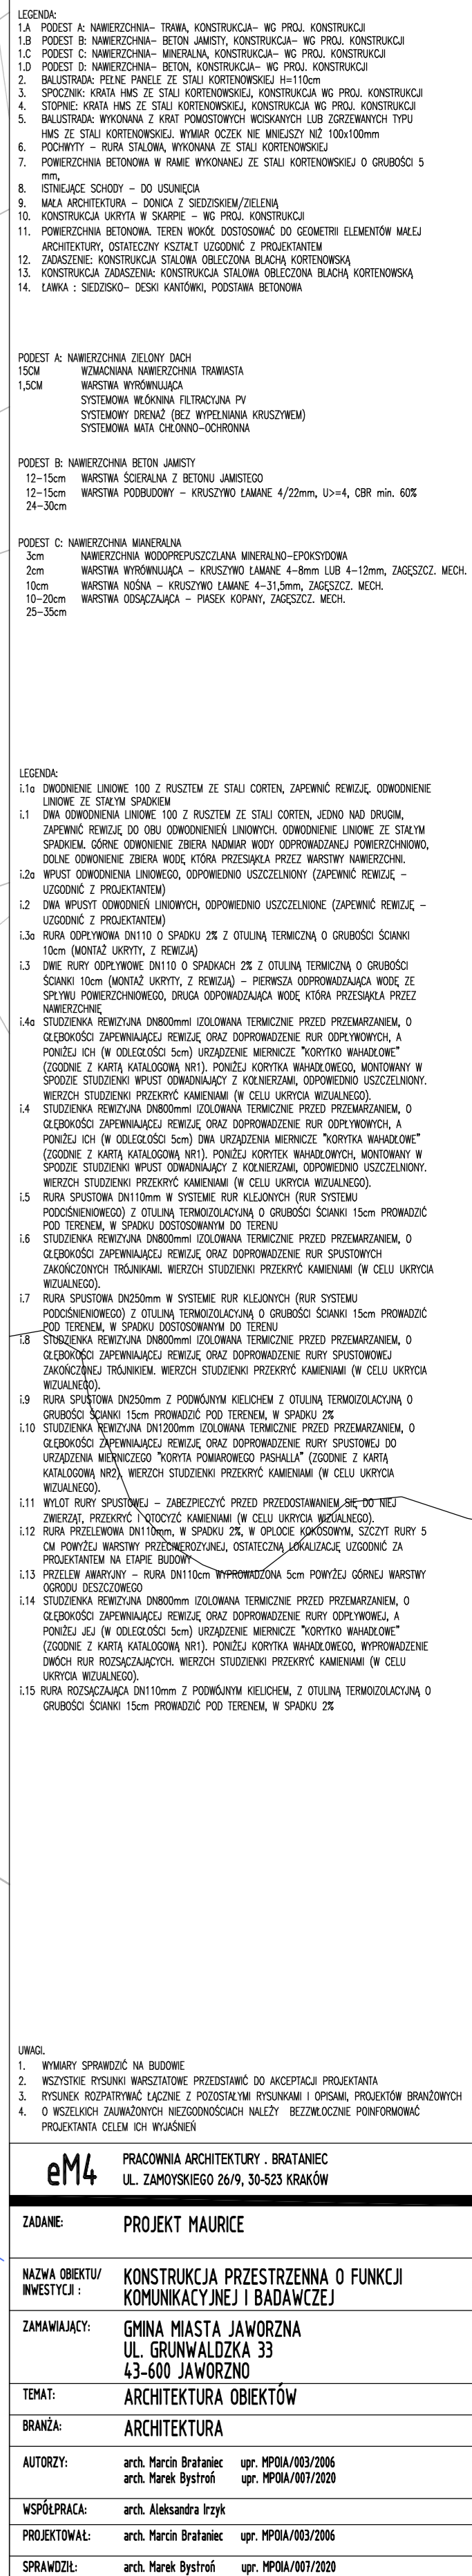 LEGENDA:
1.A PODEST A: NAWIERZCHNIA– TRAWA, KONSTRUKCJA– WG PROJ. KONSTRUKCJI
1.B PODEST B: NAWIERZCHNIA– BETON JAMISTY, KONSTRUKCJA– WG PROJ. KONSTRUKCJI
1.C PODEST C: NAWIERZCHNIA– MINERALNA, KONSTRUKCJA– WG PROJ. KONSTRUKCJI
1.D PODEST D: NAWIERZCHNIA– BETON, KONSTRUKCJA– WG PROJ. KONSTRUKCJI
2. BALUSTRADA: PEŁNE PANELE ZE STALI KORTENOWSKIEJ H=110cm
3. SPOCZNIK: KRATA HMS ZE STALI KORTENOWSKIEJ, KONSTRUKCJA WG PROJ. KONSTRUKCJI
4. STOPNIE: KRATA HMS ZE STALI KORTENOWSKIEJ, KONSTRUKCJA WG PROJ. KONSTRUKCJI
5. BALUSTRADA: WYKONANA Z KRAT POMOSTOWYCH WCISKANYCH LUB ZGRZEWANYCH TYPU
HMS ZE STALI KORTENOWSKIEJ. WYMIAR OCZEK NIE MNIEJSZY NIŻ 100x100mm
6. POCHWYTY – RURA STALOWA, WYKONANA ZE STALI KORTENOWSKIEJ
7. POWIERZCHNIA BETONOWA W RAMIE WYKONANEJ ZE STALI KORTENOWSKIEJ O GRUBOŚCI 5
mm,
8. ISTNIEJĄCE SCHODY – DO USUNIĘCIA
9. MAŁA ARCHITEKTURA – DONICA Z SIEDZISKIEM/ZIELENIĄ
10. KONSTRUKCJA UKRYTA W SKARPIE – WG PROJ. KONSTRUKCJI
11. POWIERZCHNIA BETONOWA. TEREN WOKÓŁ DOSTOSOWAĆ DO GEOMETRII ELEMENTÓW MAŁEJ
ARCHITEKTURY, OSTATECZNY KSZTAŁT UZGODNIĆ Z PROJEKTANTEM
12. ZADASZENIE: KONSTRUKCJA STALOWA OBLECZONA BLACHĄ KORTENOWSKĄ
13. KONSTRUKCJA ZADASZENIA: KONSTRUKCJA STALOWA OBLECZONA BLACHĄ KORTENOWSKĄ
14. ŁAWKA : SIEDZISKO– DESKI KANTÓWKI, PODSTAWA BETONOWA
PODEST A: NAWIERZCHNIA ZIELONY DACH
15CM WZMACNIANA NAWIERZCHNIA TRAWIASTA
1,5CM WARSTWA WYRÓWNUJĄCA
SYSTEMOWA WŁÓKNINA FILTRACYJNA PV
SYSTEMOWY DRENAŻ (BEZ WYPEŁNIANIA KRUSZYWEM)
SYSTEMOWA MATA CHŁONNO–OCHRONNA
PODEST B: NAWIERZCHNIA BETON JAMISTY
12–15cm WARSTWA ŚCIERALNA Z BETONU JAMISTEGO
12–15cm WARSTWA PODBUDOWY – KRUSZYWO ŁAMANE 4/22mm, U>=4, CBR min. 60%
24–30cm
PODEST C: NAWIERZCHNIA MIANERALNA
3cm NAWIERZCHNIA WODOPREPUSZCZLANA MINERALNO–EPOKSYDOWA
2cm WARSTWA WYRÓWNUJĄCA – KRUSZYWO ŁAMANE 4–8mm LUB 4–12mm, ZAGĘSZCZ. MECH.
10cm WARSTWA NOŚNA – KRUSZYWO ŁAMANE 4–31,5mm, ZAGĘSZCZ. MECH.
10–20cm WARSTWA ODSĄCZAJĄCA – PIASEK KOPANY, ZAGĘSZCZ. MECH.
25–35cm
LEGENDA:
i.1a DWODNIENIE LINIOWE 100 Z RUSZTEM ZE STALI CORTEN, ZAPEWNIĆ REWIZJĘ. ODWODNIENIE
LINIOWE ZE STAŁYM SPADKIEM
i.1 DWA ODWODNIENIA LINIOWE 100 Z RUSZTEM ZE STALI CORTEN, JEDNO NAD DRUGIM,
ZAPEWNIĆ REWIZJĘ DO OBU ODWODNIENIEŃ LINIOWYCH. ODWODNIENIE LINIOWE ZE STAŁYM
SPADKIEM. GÓRNE ODWONIENIE ZBIERA NADMIAR WODY ODPROWADZANEJ POWIERZCHNIOWO,
DOLNE ODWONIENIE ZBIERA WODĘ KTÓRA PRZESIĄKŁA PRZEZ WARSTWY NAWIERZCHNI.
i.2a WPUST ODWODNIENIA LINIOWEGO, ODPOWIEDNIO USZCZELNIONY (ZAPEWNIĆ REWIZJĘ –
UZGODNIĆ Z PROJEKTANTEM)
i.2 DWA WPUSYT ODWODNIEŃ LINIOWYCH, ODPOWIEDNIO USZCZELNIONE (ZAPEWNIĆ REWIZJĘ –
UZGODNIĆ Z PROJEKTANTEM)
i.3a RURA ODPŁYWOWA DN110 O SPADKU 2% Z OTULINĄ TERMICZNĄ O GRUBOŚCI ŚCIANKI
10cm (MONTAŻ UKRYTY, Z REWIZJĄ)
i.3 DWIE RURY ODPŁYWOWE DN110 O SPADKACH 2% Z OTULINĄ TERMICZNĄ O GRUBOŚCI
ŚCIANKI 10cm (MONTAŻ UKRYTY, Z REWIZJĄ) – PIERWSZA ODPROWADZAJĄCA WODĘ ZE
SPŁYWU POWIERZCHNIOWEGO, DRUGA ODPOWADZAJĄCA WODĘ, KTÓRA PRZESIĄKŁA PRZEZ
NAWIERZCHNIĘ
i.4a STUDZIENKA REWIZYJNA DN800mml IZOLOWANA TERMICZNIE PRZED PRZEMARZANIEM, O
GŁĘBOKOŚCI ZAPEWNIAJĄCEJ REWIZJĘ ORAZ DOPROWADZENIE RUR ODPŁYWOWYCH, A
PONIŻEJ ICH (W ODLEGŁOŚCI 5cm) URZĄDZENIE MIERNICZE "KORYTKO WAHADŁOWE"
(ZGODNIE Z KARTĄ KATALOGOWĄ NR1). PONIŻEJ KORYTKA WAHADŁOWEGO, MONTOWANY W
SPODZIE STUDZIENKI WPUST ODWADNIAJĄCY Z KOŁNIERZAMI, ODPOWIEDNIO USZCZELNIONY.
WIERZCH STUDZIENKI PRZEKRYĆ KAMIENIAMI (W CELU UKRYCIA WIZUALNEGO).
i.4 STUDZIENKA REWIZYJNA DN800mml IZOLOWANA TERMICZNIE PRZED PRZEMARZANIEM, O
GŁĘBOKOŚCI ZAPEWNIAJĄCEJ REWIZJĘ ORAZ DOPROWADZENIE RUR ODPŁYWOWYCH, A
PONIŻEJ ICH (W ODLEGŁOŚCI 5cm) DWA URZĄDZENIA MIERNICZE "KORYTKA WAHADŁOWE"
(ZGODNIE Z KARTĄ KATALOGOWĄ NR1). PONIŻEJ KORYTEK WAHADŁOWYCH, MONTOWANY W
SPODZIE STUDZIENKI WPUST ODWADNIAJĄCY Z KOŁNIERZAMI, ODPOWIEDNIO USZCZELNIONY.
WIERZCH STUDZIENKI PRZEKRYĆ KAMIENIAMI (W CELU UKRYCIA WIZUALNEGO).
i.5 RURA SPUSTOWA DN110mm W SYSTEMIE RUR KLEJONYCH (RUR SYSTEMU
PODCIŚNIENIOWEGO) Z OTULINĄ TERMOIZOLACYJNĄ O GRUBOŚCI ŚCIANKI 15cm PROWADZIĆ
POD TERENEM, W SPADKU DOSTOSOWANYM DO TERENU
i.6 STUDZIENKA REWIZYJNA DN800mml IZOLOWANA TERMICZNIE PRZED PRZEMARZANIEM, O
GŁĘBOKOŚCI ZAPEWNIAJĄCEJ REWIZJĘ ORAZ DOPROWADZENIE RUR SPUSTOWYCH
ZAKOŃCZONYCH TRÓJNIKAMI. WIERZCH STUDZIENKI PRZEKRYĆ KAMIENIAMI (W CELU UKRYCIA
WIZUALNEGO).
i.7 RURA SPUSTOWA DN250mm W SYSTEMIE RUR KLEJONYCH (RUR SYSTEMU
PODCIŚNIENIOWEGO) Z OTULINĄ TERMOIZOLACYJNĄ O GRUBOŚCI ŚCIANKI 15cm PROWADZIĆ
POD TERENEM, W SPADKU DOSTOSOWANYM DO TERENU
i.8 STUDZIENKA REWIZYJNA DN800mml IZOLOWANA TERMICZNIE PRZED PRZEMARZANIEM, O
GŁĘBOKOŚCI ZAPEWNIAJĄCEJ REWIZJĘ ORAZ DOPROWADZENIE RURY SPUSTOWOWEJ
ZAKOŃCZONEJ TRÓJNIKIEM. WIERZCH STUDZIENKI PRZEKRYĆ KAMIENIAMI (W CELU UKRYCIA
WIZUALNEGO).
i.9 RURA SPUSTOWA DN250mm Z PODWÓJNYM KIELICHEM Z OTULINĄ TERMOIZOLACYJNĄ O
GRUBOŚCI ŚCIANKI 15cm PROWADZIĆ POD TERENEM, W SPADKU 2%
i.10 STUDZIENKA REWIZYJNA DN1200mm IZOLOWANA TERMICZNIE PRZED PRZEMARZANIEM, O
GŁĘBOKOŚCI ZAPEWNIAJĄCEJ REWIZJĘ ORAZ DOPROWADZENIE RURY SPUSTOWEJ DO
URZĄDZENIA MIERNICZEGO "KORYTA POMIAROWEGO PASHALLA" (ZGODNIE Z KARTĄ
KATALOGOWĄ NR2). WIERZCH STUDZIENKI PRZEKRYĆ KAMIENIAMI (W CELU UKRYCIA
WIZUALNEGO).
i.11 WYLOT RURY SPUSTOWEJ – ZABEZPIECZYĆ PRZED PRZEDOSTAWANIEM SIĘ DO NIEJ
ZWIERZĄT, PRZEKRYĆ I OTOCZYĆ KAMIENIAMI (W CELU UKRYCIA WIZUALNEGO).
i.12 RURA PRZELEWOWA DN110mm, W SPADKU 2%, W OPLOCIE KOKOSOWYM, SZCZYT RURY 5
CM POWYŻEJ WARSTWY PRZECIWEROZYJNEJ, OSTATECZNĄ LOKALIZACJĘ UZGODNIĆ ZA
PROJEKTANTEM NA ETAPIE BUDOWY
i.13 PRZELEW AWARYJNY – RURA DN110cm WYPROWADZONA 5cm POWYŻEJ GÓRNEJ WARSTWY
OGRODU DESZCZOWEGO
i.14 STUDZIENKA REWIZYJNA DN800mm IZOLOWANA TERMICZNIE PRZED PRZEMARZANIEM, O
GŁĘBOKOŚCI ZAPEWNIAJĄCEJ REWIZJĘ ORAZ DOPROWADZENIE RURY ODPŁYWOWEJ, A
PONIŻEJ JEJ (W ODLEGŁOŚCI 5cm) URZĄDZENIE MIERNICZE "KORYTKO WAHADŁOWE"
(ZGODNIE Z KARTĄ KATALOGOWĄ NR1). PONIŻEJ KORYTKA WAHADŁOWEGO, WYPROWADZENIE
DWÓCH RUR ROZSĄCZAJĄCYCH. WIERZCH STUDZIENKI PRZEKRYĆ KAMIENIAMI (W CELU
UKRYCIA WIZUALNEGO).
i.15 RURA ROZSĄCZAJĄCA DN110mm Z PODWÓJNYM KIELICHEM, Z OTULINĄ TERMOIZOLACYJNĄ O
GRUBOŚCI ŚCIANKI 15cm PROWADZIĆ POD TERENEM, W SPADKU 2%
UWAGI.
1. WYMIARY SPRAWDZIĆ NA BUDOWIE
2. WSZYSTKIE RYSUNKI WARSZTATOWE PRZEDSTAWIĆ DO AKCEPTACJI PROJEKTANTA
3. RYSUNEK ROZPATRYWAĆ ŁĄCZNIE Z POZOSTAŁYMI RYSUNKAMI I OPISAMI, PROJEKTÓW BRANŻOWYCH
4. O WSZELKICH ZAUWAŻONYCH NIEZGODNOŚCIACH NALEŻY BEZZWŁOCZNIE POINFORMOWAĆ
PROJEKTANTA CELEM ICH WYJAŚNIEŃ
eM4 PRACOWNIA ARCHITEKTURY . BRATANIEC
UL. ZAMOYSKIEGO 26/9, 30-523 KRAKÓW
ZADANIE: PROJEKT MAURICE
NAZWA OBIEKTU/ INWESTYCJI : KONSTRUKCJA PRZESTRZENNA O FUNKCJI
KOMUNIKACYJNEJ I BADAWCZEJ
ZAMAWIAJĄCY: GMINA MIASTA JAWORZNA
UL. GRUNWALDZKA 33
43-600 JAWORZNO
TEMAT: ARCHITEKTURA OBIEKTÓW
BRANŻA: ARCHITEKTURA
AUTORZY: arch. Marcin Brataniec upr. MPOIA/003/2006
arch. Marek Bystroń upr. MPOIA/007/2020
WSPÓŁPRACA: arch. Aleksandra Irzyk
PROJEKTOWAŁ: arch. Marcin Brataniec upr. MPOIA/003/2006
SPRAWDZIŁ: arch. Marek Bystroń upr. MPOIA/007/2020